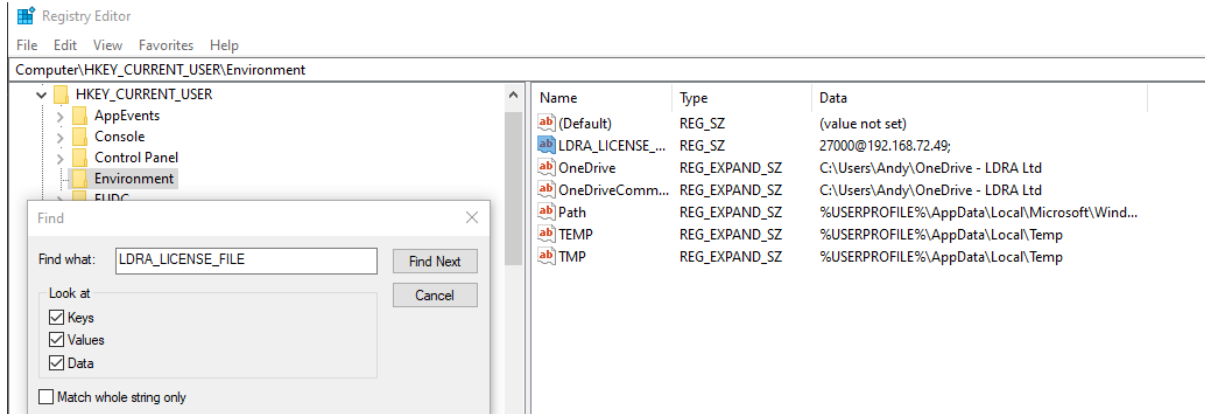 Registry Editor
File Edit View Favorites Help
Computer\HKEY_CURRENT_USER\Environment
HKEY_CURRENT_USER
AppEvents
Console
Control Panel
Environment
EUDC
Name Type Data
(Default) REG_SZ (value not set)
LDRA_LICENSE_... REG_SZ 27000@192.168.72.49;
OneDrive REG_EXPAND_SZ C:\Users\Andy\OneDrive - LDRA Ltd
OneDriveComm... REG_EXPAND_SZ C:\Users\Andy\OneDrive - LDRA Ltd
Path REG_EXPAND_SZ %USERPROFILE%\AppData\Local\Microsoft\Wind...
TEMP REG_EXPAND_SZ %USERPROFILE%\AppData\Local\Temp
TMP REG_EXPAND_SZ %USERPROFILE%\AppData\Local\Temp
Find
Find what: LDRA_LICENSE_FILE Find Next
Look at Cancel
Keys
Values
Data
Match whole string only